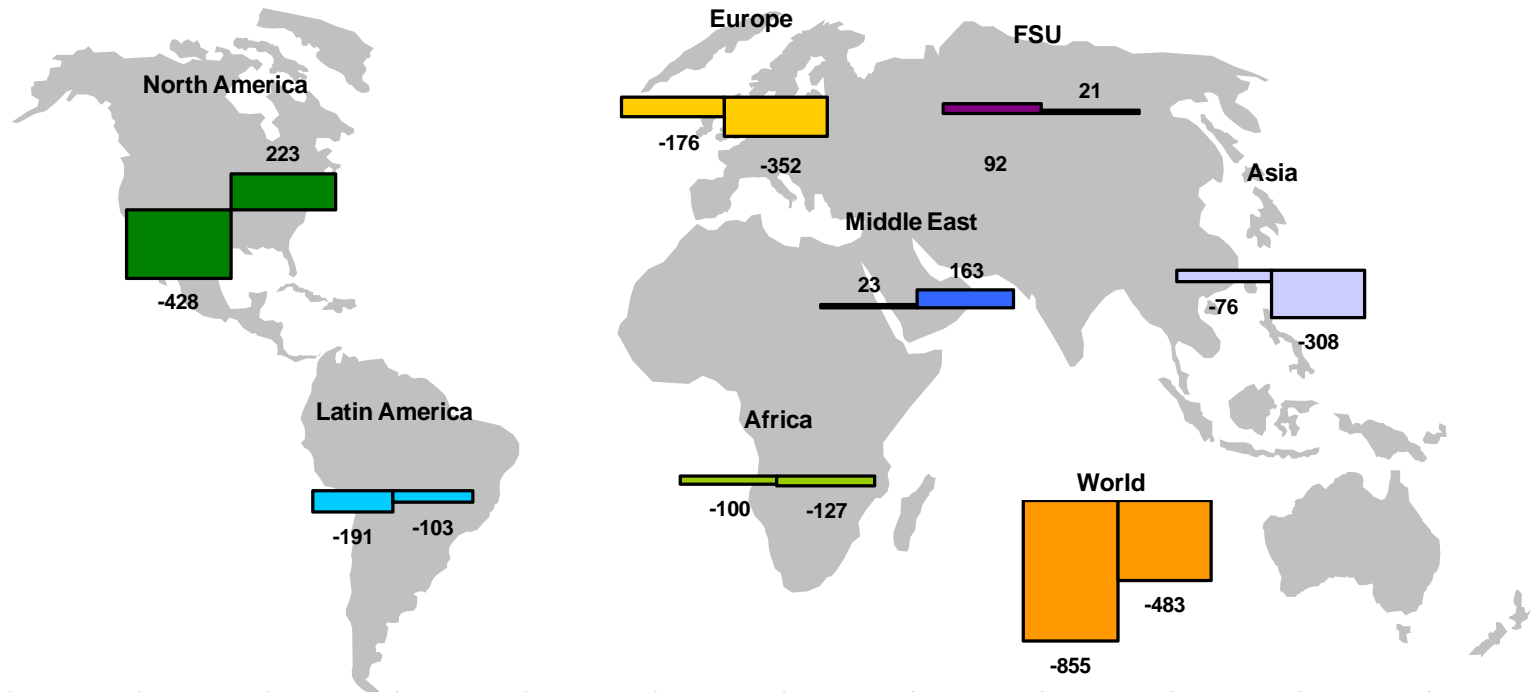 Europe
FSU
North America
21
-176
223
-352
92
Asia
Middle East
163
23
-428
-76
-308
Latin America
Africa
World
-100
-127
-103
-191
-483
-855